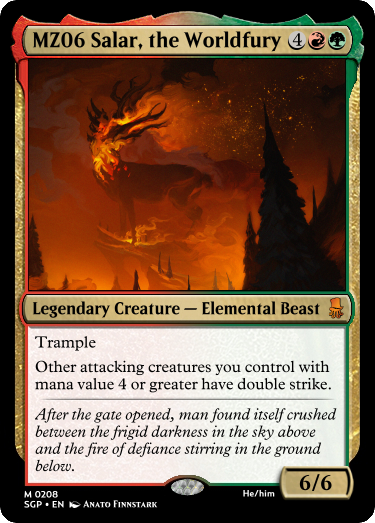 MZ06 Salar, the Worldfury 4
Legendary Creature — Elemental Beast
Trample
Other attacking creatures you control with
mana value 4 or greater have double strike.
After the gate opened, man found itself crushed
between the frigid darkness in the sky above
and the fire of defiance stirring in the ground
below.
6/6
M 0208
SGP • EN Anato Finnstark
He/him